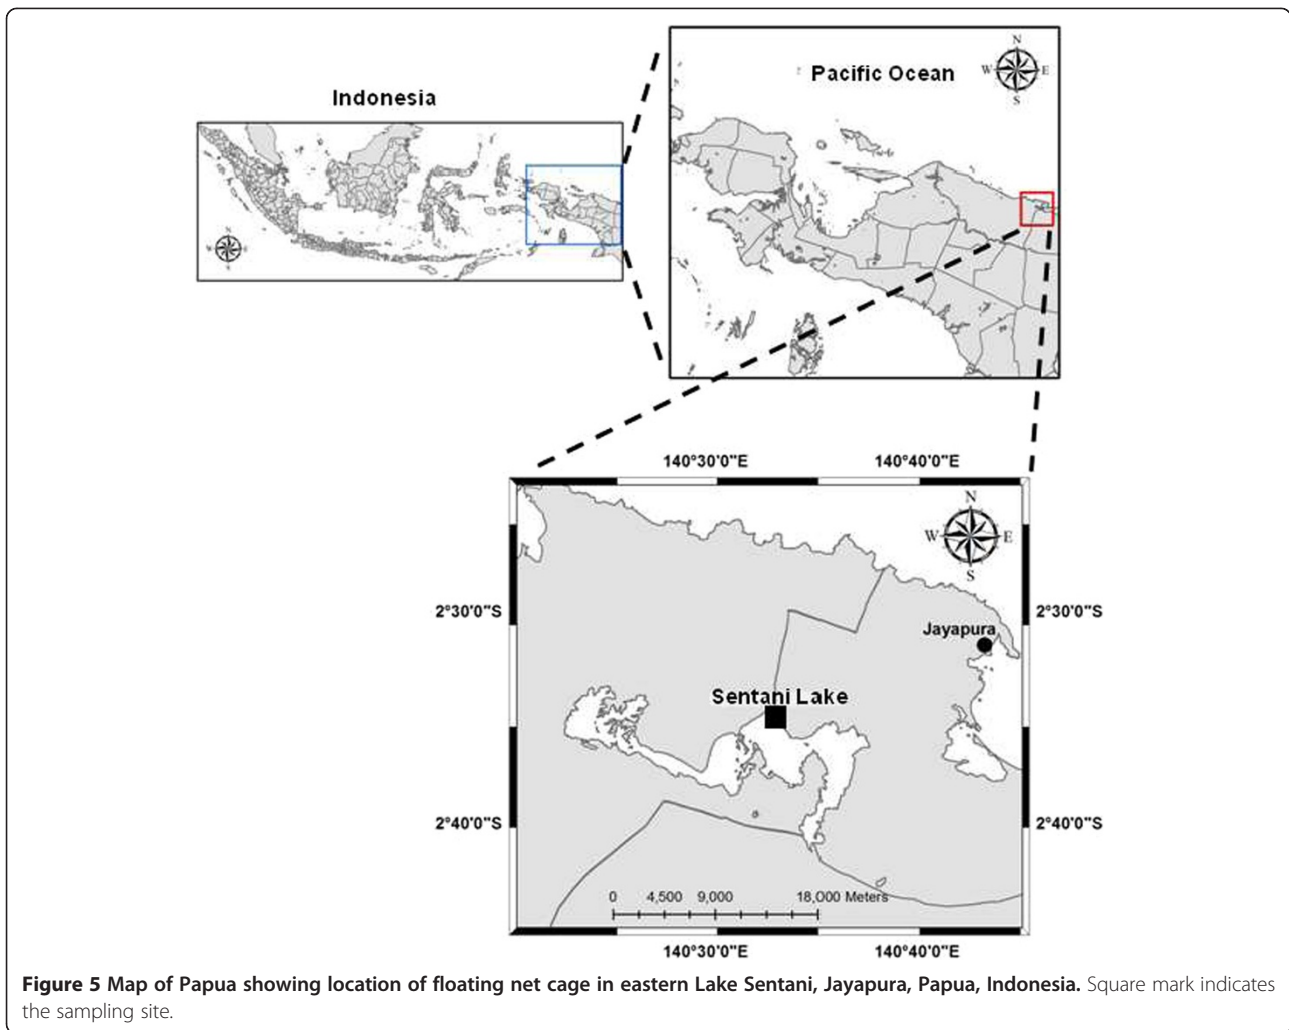 Indonesia
N
W E
S
Pacific Ocean
N
W E
S
140°30'0"E 140°40'0"E
N
W E
S
2°30'0"S 2°30'0"S
Jayapura
Sentani Lake
2°40'0"S 2°40'0"S
0 4,500 9,000 18,000 Meters
140°30'0"E 140°40'0"E
Figure 5 Map of Papua showing location of floating net cage in eastern Lake Sentani, Jayapura, Papua, Indonesia. Square mark indicates
the sampling site.